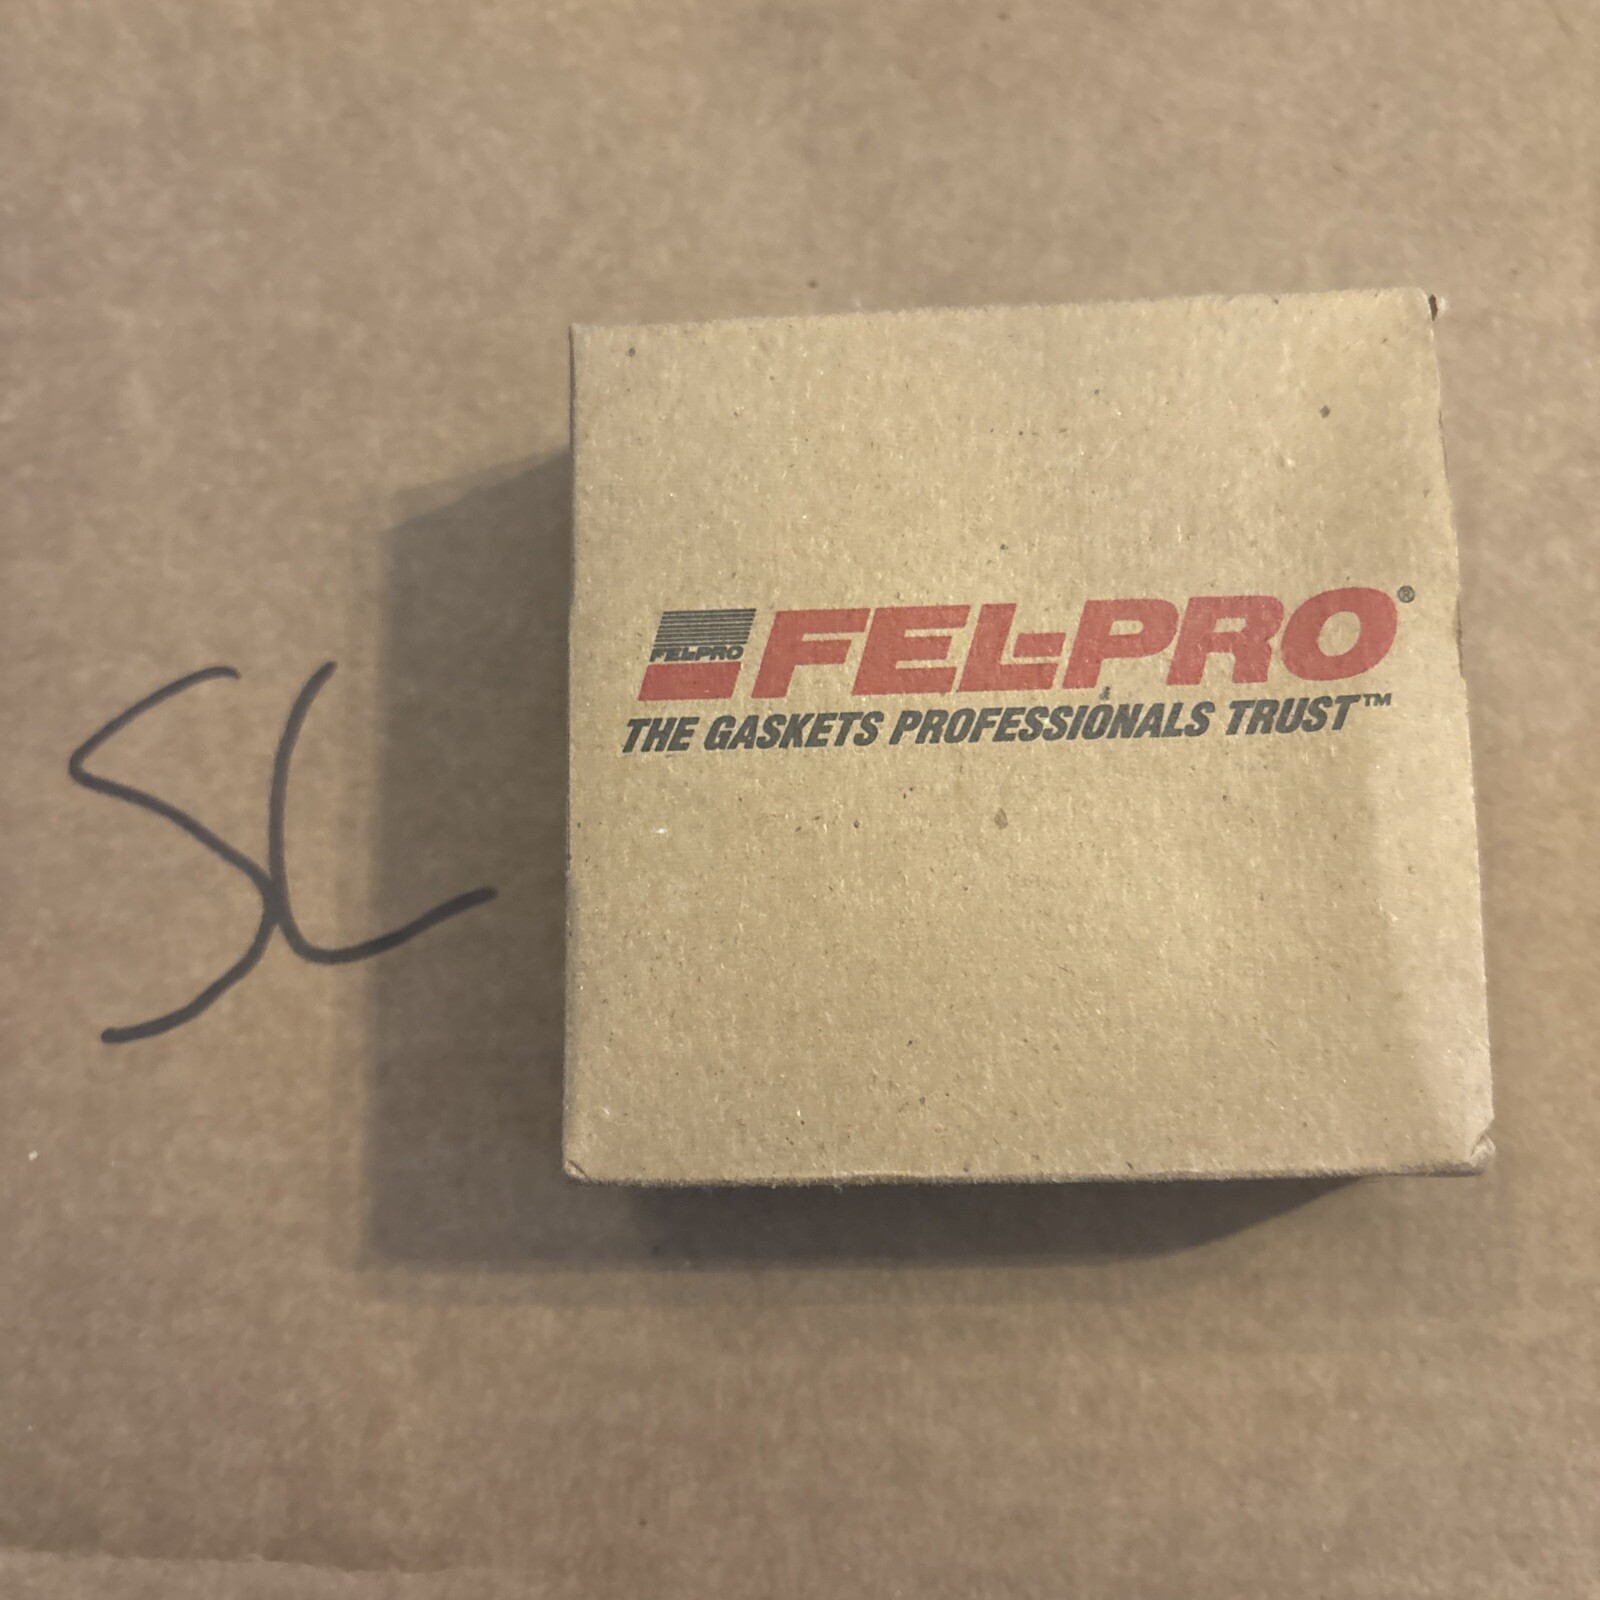 SL
FEL-PRO
FEL-PRO®
THE GASKETS PROFESSIONALS TRUST™